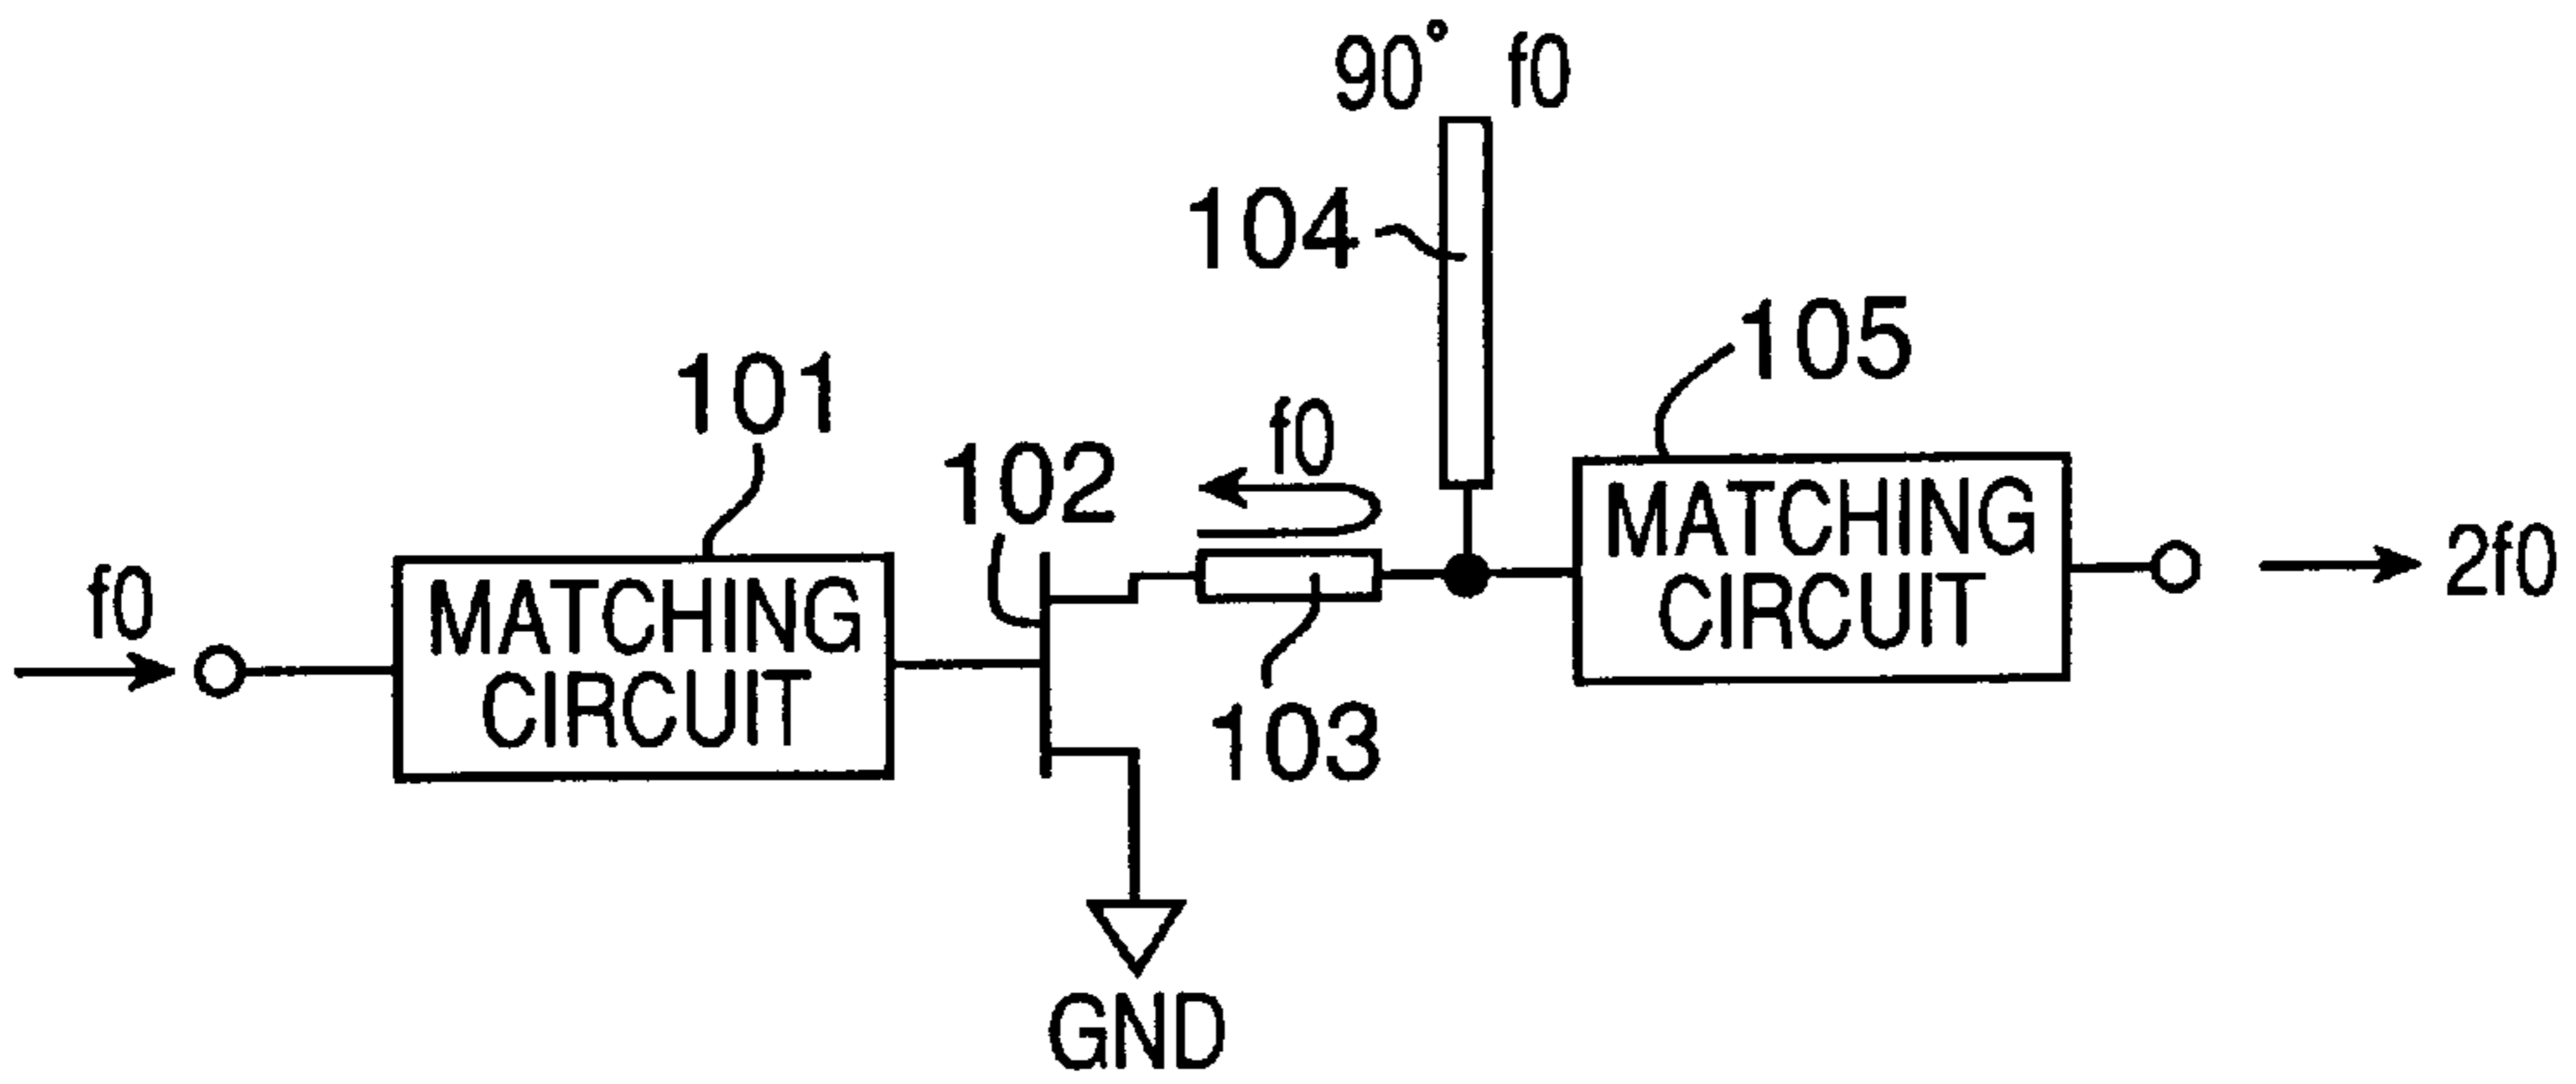 90° f0
104
105
101
102
f0
MATCHING
CIRCUIT
2f0
f0
MATCHING
CIRCUIT
103
GND